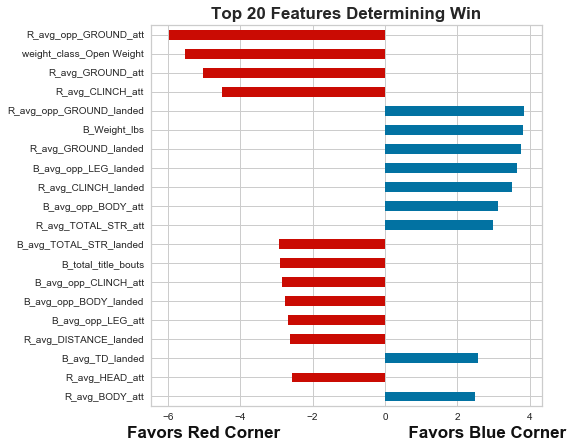 Top 20 Features Determining Win
R_avg_opp_GROUND_att
weight_class_Open Weight
R_avg_GROUND_att
R_avg_CLINCH_att
R_avg_opp_GROUND_landed
B_Weight_lbs
R_avg_GROUND_landed
B_avg_opp_LEG_landed
R_avg_CLINCH_landed
B_avg_opp_BODY_att
R_avg_TOTAL_STR_att
B_avg_TOTAL_STR_landed
B_total_title_bouts
B_avg_opp_CLINCH_att
B_avg_opp_BODY_landed
B_avg_opp_LEG_att
R_avg_DISTANCE_landed
B_avg_TD_landed
R_avg_HEAD_att
R_avg_BODY_att
−6 −4 −2 0 2 4
Favors Red Corner Favors Blue Corner